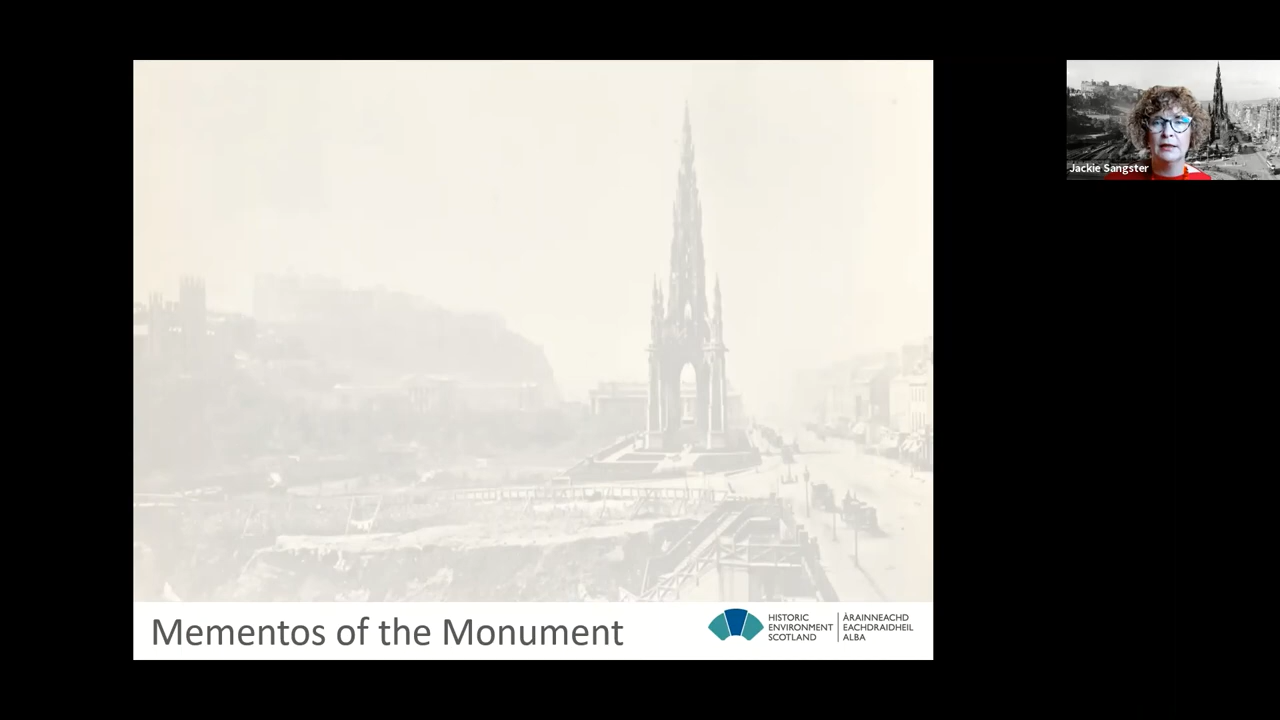 Jackie Sangster
Mementos of the Monument
HISTORIC
ENVIRONMENT
SCOTLAND
ÀRAINNEACHD
EACHDRAIDHEIL
ALBA